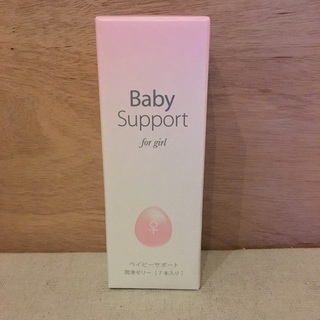 Baby
Support
for girl
ベイビーサポート
潤滑ゼリー［7本入り］